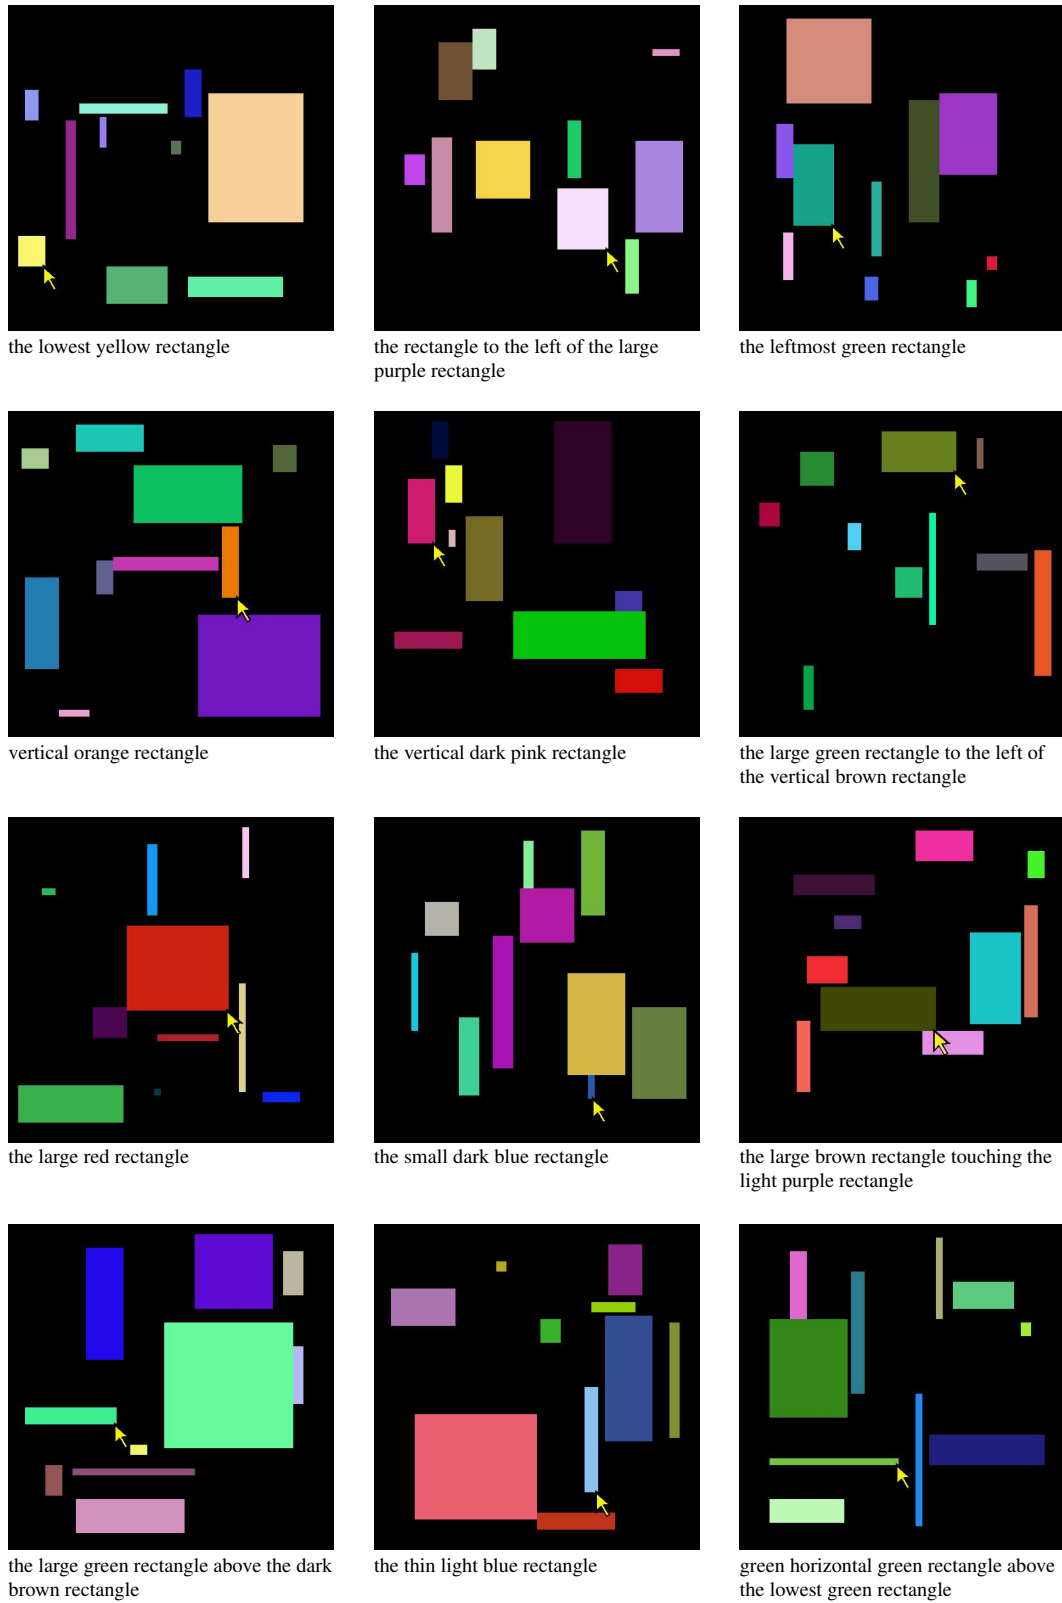 the lowest yellow rectangle
the rectangle to the left of the large
purple rectangle
the leftmost green rectangle
vertical orange rectangle
the vertical dark pink rectangle
the large green rectangle to the left of
the vertical brown rectangle
the large red rectangle
the small dark blue rectangle
the large brown rectangle touching the
light purple rectangle
the large green rectangle above the dark
brown rectangle
the thin light blue rectangle
green horizontal green rectangle above
the lowest green rectangle